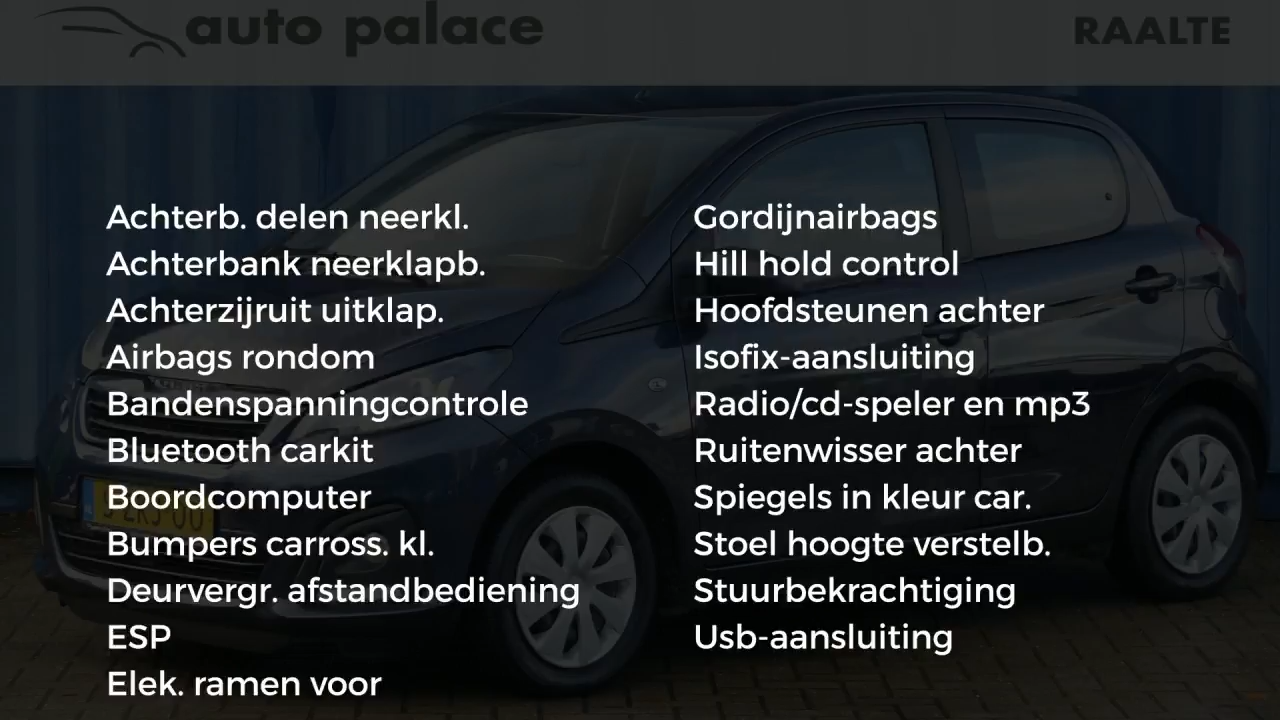 auto palace
RAALTE
Achterb. delen neerkl.
Achterbank neerklapb.
Achterzijruit uitklap.
Airbags rondom
Bandenspanningcontrole
Bluetooth carkit
Boordcomputer
Bumpers carross. kl.
Deurvergr. afstandbediening
ESP
Elek. ramen voor
Gordijnairbags
Hill hold control
Hoofdsteunen achter
Isofix-aansluiting
Radio/cd-speler en mp3
Ruitenwisser achter
Spiegels in kleur car.
Stoel hoogte verstelb.
Stuurbekrachtiging
Usb-aansluiting